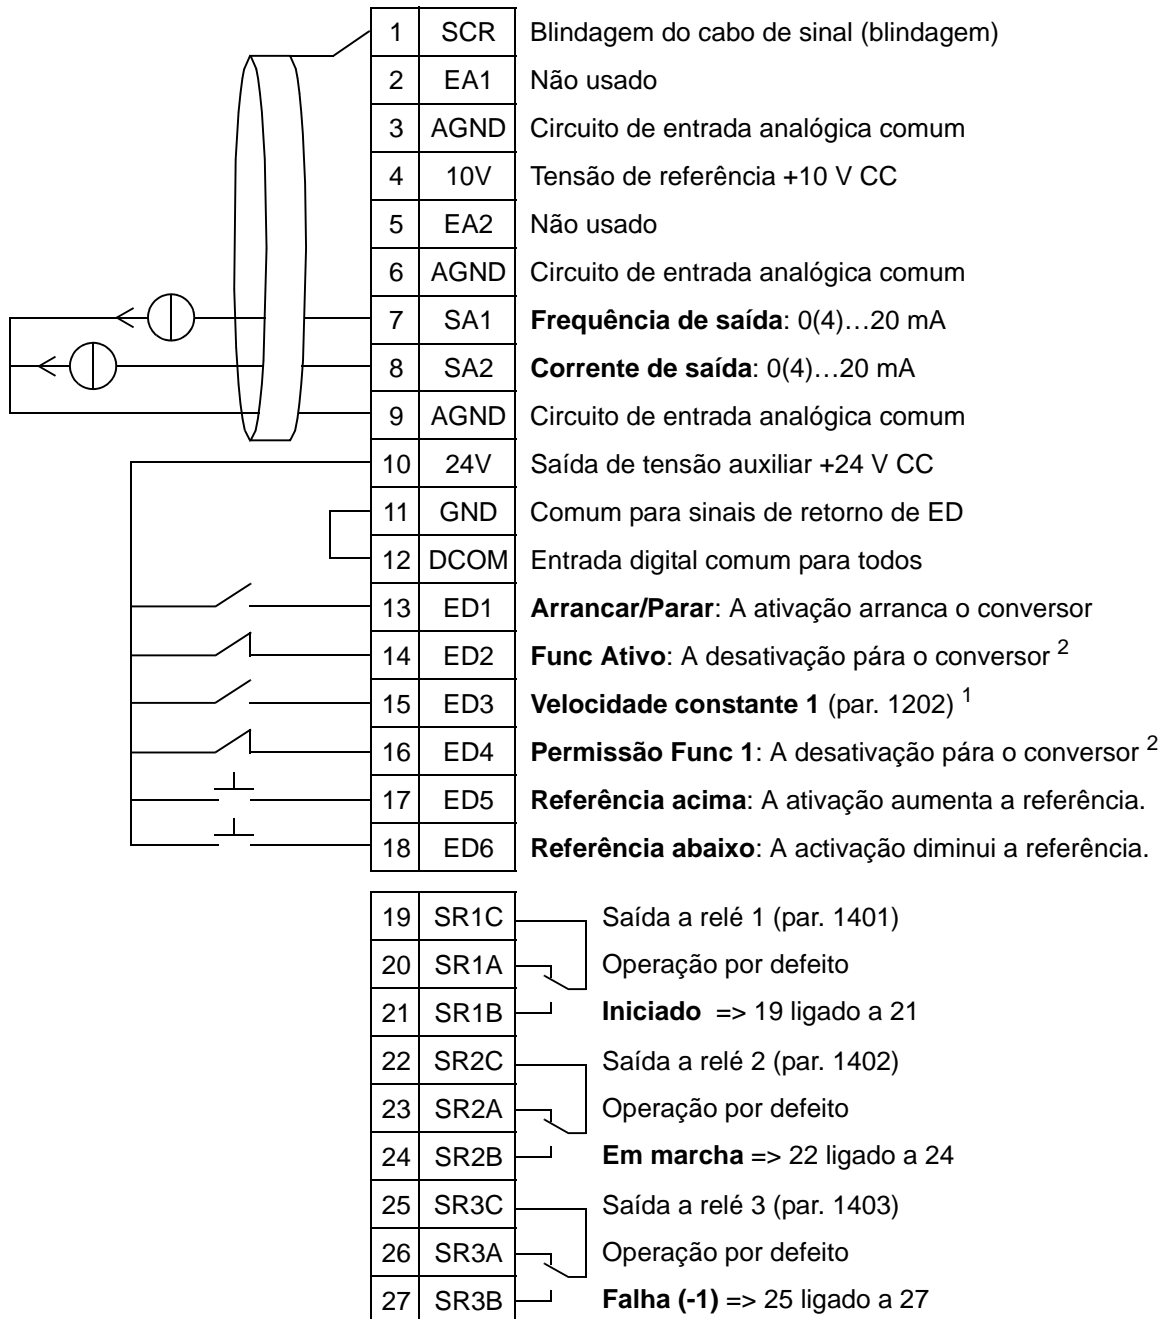 1 SCR Blindagem do cabo de sinal (blindagem)
2 EA1 Não usado
3 AGND Circuito de entrada analógica comum
4 10V Tensão de referência +10 V CC
5 EA2 Não usado
6 AGND Circuito de entrada analógica comum
7 SA1 Frequência de saída: 0(4)…20 mA
8 SA2 Corrente de saída: 0(4)…20 mA
9 AGND Circuito de entrada analógica comum
10 24V Saída de tensão auxiliar +24 V CC
11 GND Comum para sinais de retorno de ED
12 DCOM Entrada digital comum para todos
13 ED1 Arrancar/Parar: A ativação arranca o conversor
14 ED2 Func Ativo: A desativação pára o conversor 2
15 ED3 Velocidade constante 1 (par. 1202) 1
16 ED4 Permissão Func 1: A desativação pára o conversor 2
17 ED5 Referência acima: A ativação aumenta a referência.
18 ED6 Referência abaixo: A activação diminui a referência.
19 SR1C Saída a relé 1 (par. 1401)
20 SR1A Operação por defeito
21 SR1B Iniciado => 19 ligado a 21
22 SR2C Saída a relé 2 (par. 1402)
23 SR2A Operação por defeito
24 SR2B Em marcha => 22 ligado a 24
25 SR3C Saída a relé 3 (par. 1403)
26 SR3A Operação por defeito
27 SR3B Falha (-1) => 25 ligado a 27